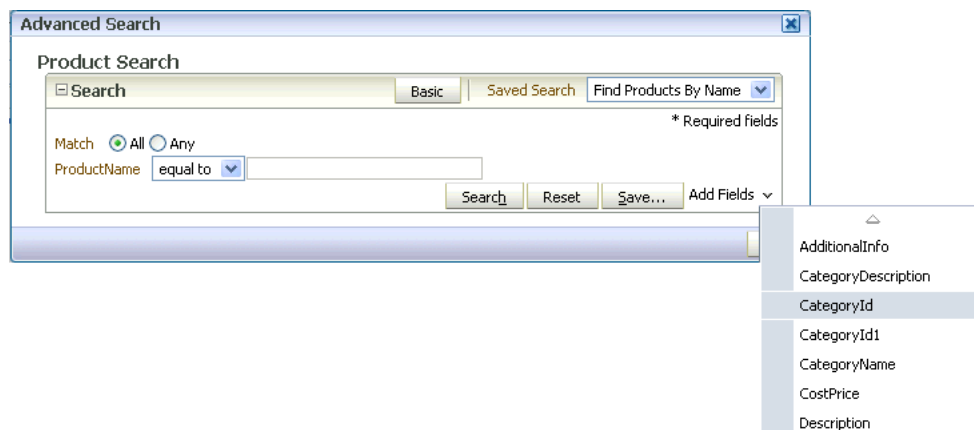 Advanced Search
Product Search
Search Basic Saved Search Find Products By Name
* Required fields
Match All Any
ProductName equal to
Search Reset Save... Add Fields
AdditionalInfo
CategoryDescription
CategoryId
CategoryId1
CategoryName
CostPrice
Description